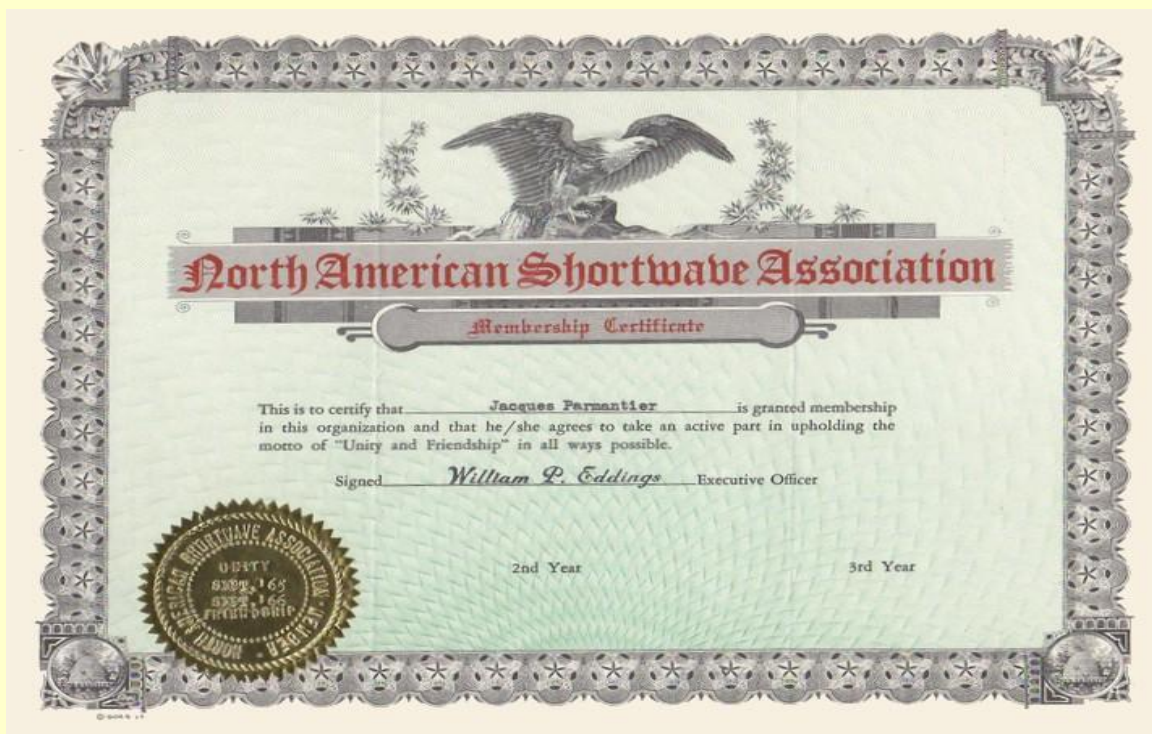 North American Shortwave Association
Membership Certificate
This is to certify that Jacques Parmantier is granted membership
in this organization and that he/she agrees to take an active part in upholding the
motto of "Unity and Friendship" in all ways possible.
Signed William P. Eddings Executive Officer
2nd Year
3rd Year
NORTH AMERICAN SHORTWAVE ASSOCIATION
UNITY
SEPT. '65
SEPT. '66
FRIENDSHIP
© GOES